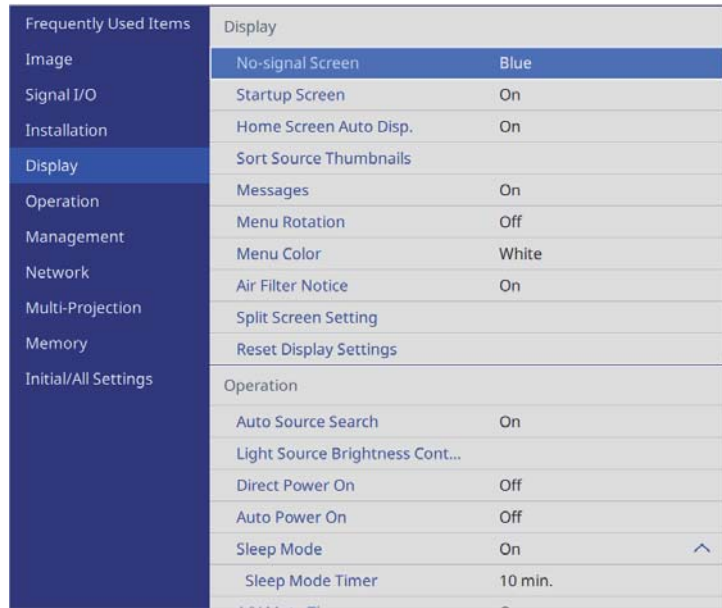 Frequently Used Items
Image
Signal I/O
Installation
Display
Operation
Management
Network
Multi-Projection
Memory
Initial/All Settings
Display
No-signal Screen Blue
Startup Screen On
Home Screen Auto Disp. On
Sort Source Thumbnails
Messages On
Menu Rotation Off
Menu Color White
Air Filter Notice On
Split Screen Setting
Reset Display Settings
Operation
Auto Source Search On
Light Source Brightness Cont...
Direct Power On Off
Auto Power On Off
Sleep Mode On
Sleep Mode Timer 10 min.